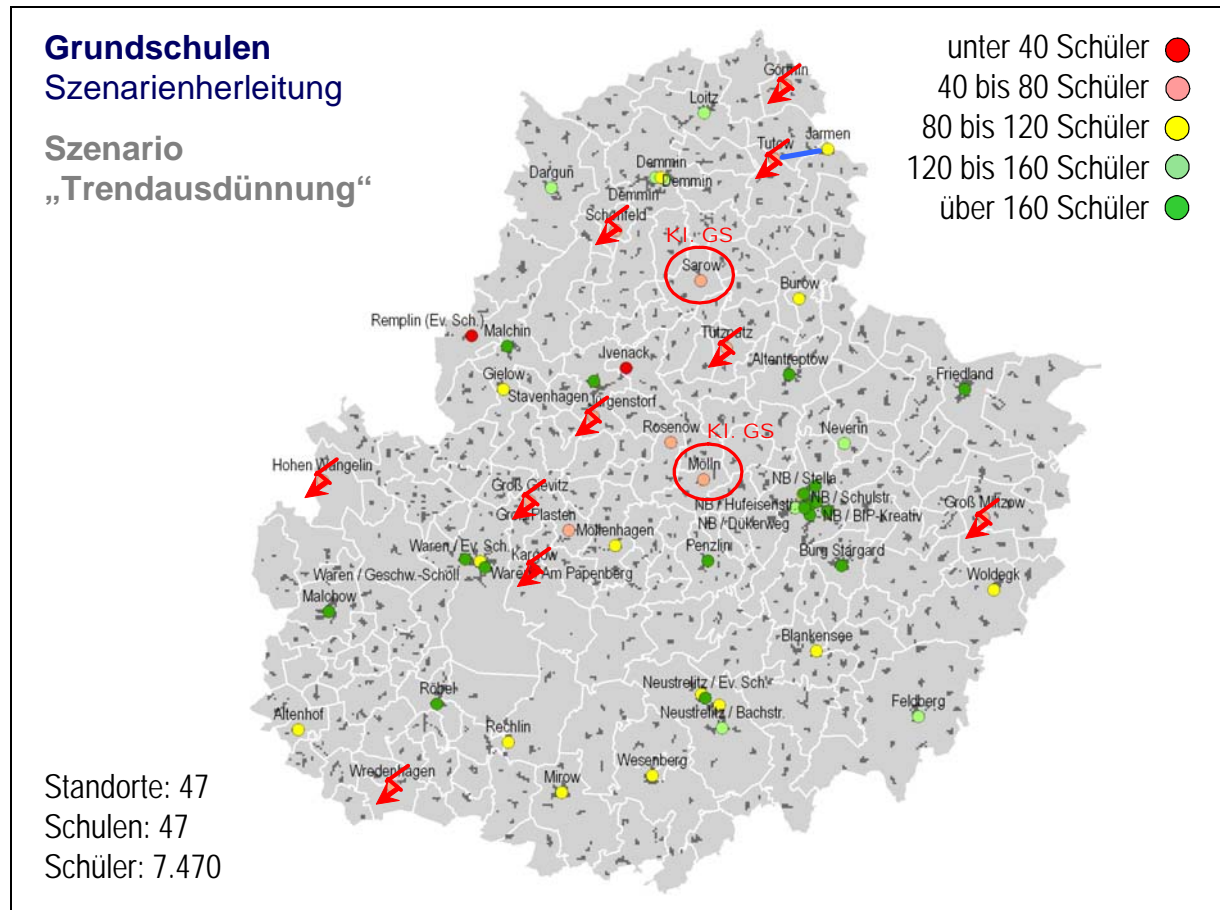 Grundschulen
Szenarienherleitung
Szenario
„Trendausdünnung“
unter 40 Schüler
40 bis 80 Schüler
80 bis 120 Schüler
120 bis 160 Schüler
über 160 Schüler
Görmin
Loitz
Tutow
Jarmen
Dargun
Demmin
Demmin
Demmin
Schönfeld
Kl. GS
Sarow
Burow
Remplin (Ev. Sch.)
Malchin
Tützpatz
Ivenack
Altentreptow
Friedland
Gielow
Stavenhagen
Jürgenstorf
Rosenow
Kl. GS
Neverin
Mölln
Hohen Wangelin
Groß Gievitz
NB / Stella
NB / Hufeisenstr.
NB / Schulstr.
NB / BIP-Kreativ
NB / Dükerweg
Groß Miltzow
Groß Plasten
Möllenhagen
Waren / Ev. Sch.
Kargow
Penzlin
Burg Stargard
Waren / Geschw.-Scholl
Waren / Am Papenberg
Woldegk
Malchow
Blankensee
Röbel
Neustrelitz / Ev. Sch.
Neustrelitz / Bachstr.
Feldberg
Altenhof
Rechlin
Wredenhagen
Mirow
Wesenberg
Standorte: 47
Schulen: 47
Schüler: 7.470